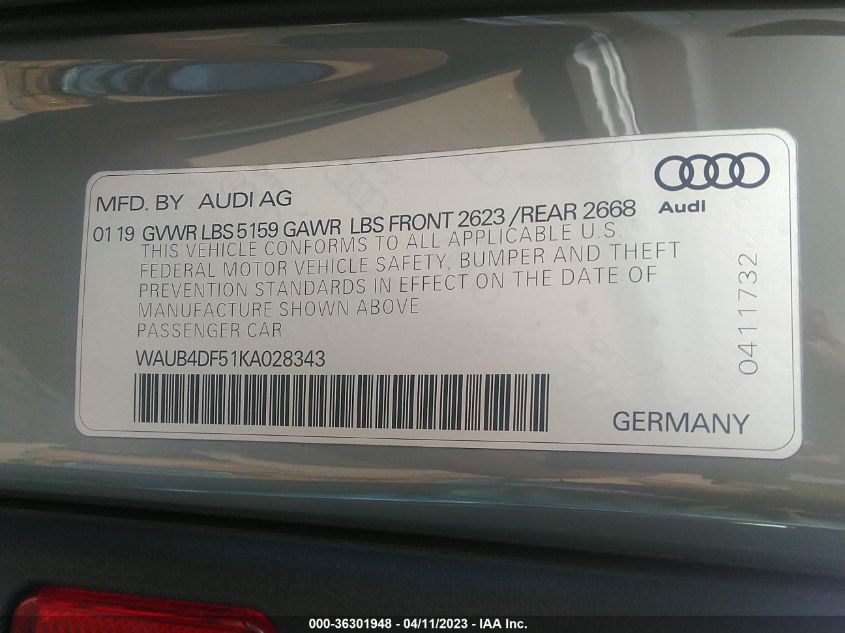 MFD. BY AUDI AG
Audi
01 19 GVWR LBS 5159 GAWR LBS FRONT 2623 /REAR 2668
THIS VEHICLE CONFORMS TO ALL APPLICABLE U.S.
FEDERAL MOTOR VEHICLE SAFETY, BUMPER AND THEFT
PREVENTION STANDARDS IN EFFECT ON THE DATE OF
MANUFACTURE SHOWN ABOVE
PASSENGER CAR
WAUB4DF51KA028343
0411732
GERMANY
000-36301948 - 04/11/2023 - IAA Inc.